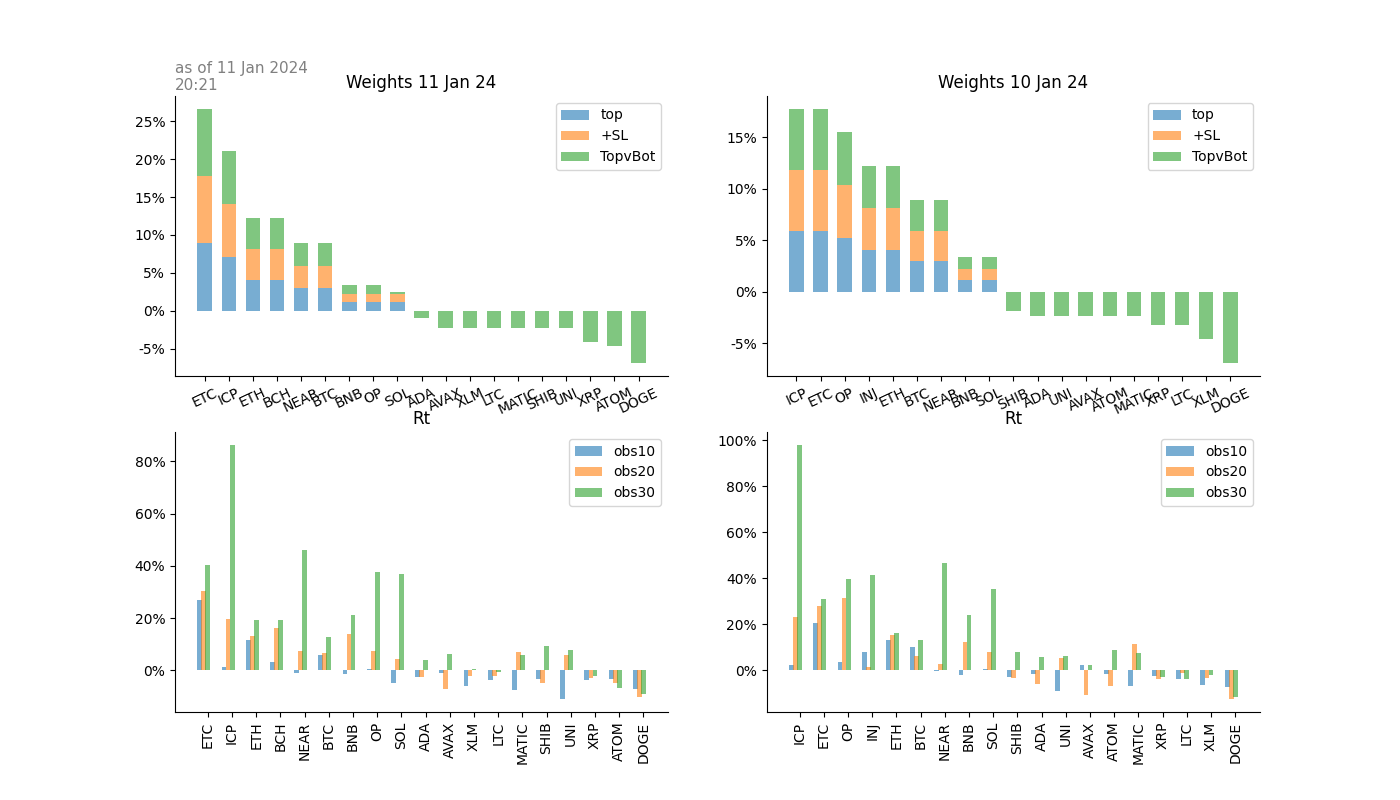 as of 11 Jan 2024
20:21
Weights 11 Jan 24
25%
20%
15%
10%
5%
0%
-5%
top
+SL
TopvBot
ETC ICP ETH BCH NEAR BTC BNB OP SOL ADA AVAX XLM LTC MATIC SHIB UNI XRP ATOM DOGE
Weights 10 Jan 24
15%
10%
5%
0%
-5%
top
+SL
TopvBot
ICP ETC OP INJ ETH BTC NEAR BNB SOL SHIB ADA UNI AVAX ATOM MATIC XRP LTC XLM DOGE
Rt
80%
60%
40%
20%
0%
obs10
obs20
obs30
ETC ICP ETH BCH NEAR BTC BNB OP SOL ADA AVAX XLM LTC MATIC SHIB UNI XRP ATOM DOGE
Rt
100%
80%
60%
40%
20%
0%
obs10
obs20
obs30
ICP ETC OP INJ ETH BTC NEAR BNB SOL SHIB ADA UNI AVAX ATOM MATIC XRP LTC XLM DOGE